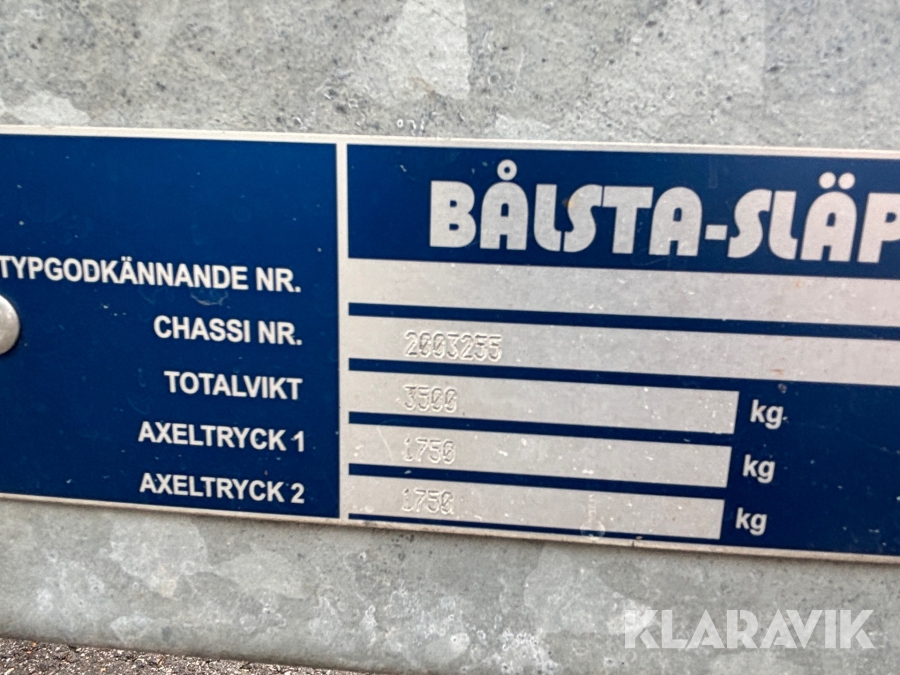 BÅLSTA-SLÄP
TYPGODKÄNNANDE NR.
CHASSI NR. 2003255
TOTALVIKT 3500 kg
AXELTRYCK 1 1750 kg
AXELTRYCK 2 1750 kg
KLARAVIK